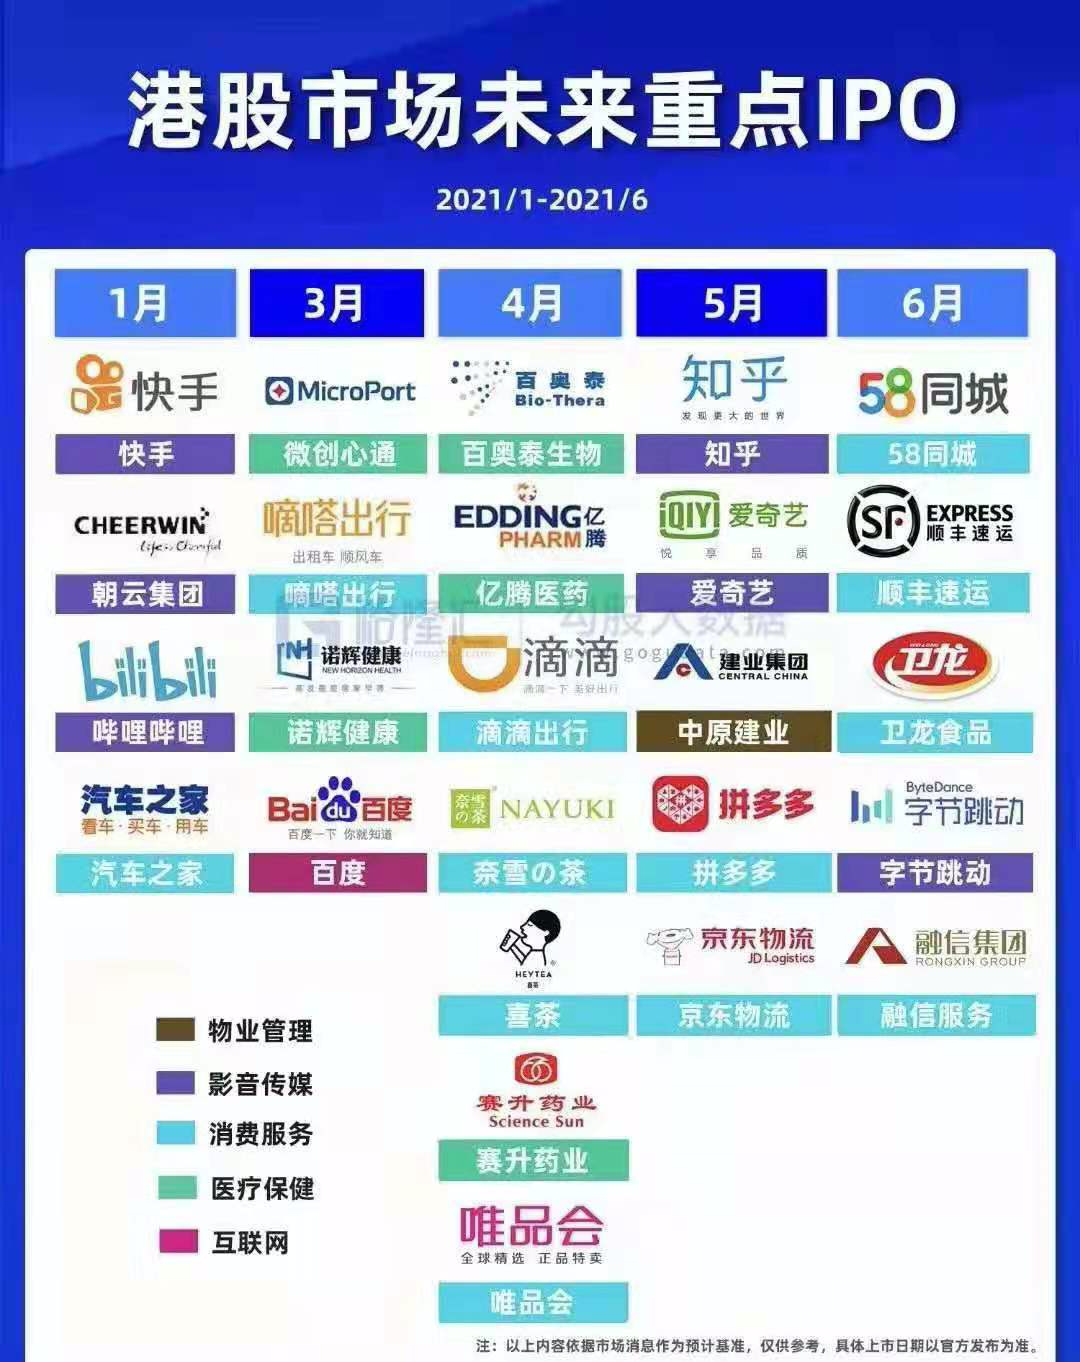 港股市场未来重点IPO
2021/1-2021/6
1月
3月
4月
5月
6月
快手
MicroPort
百奥泰
Bio-Thera
知乎
发现更大的世界
58同城
快手
微创心通
百奥泰生物
知乎
58同城
CHEERWIN
Life is Cheerful
嘀嗒出行
出租车 顺风车
EDDING亿腾
PHARM
iQIYI 爱奇艺
悦享品质
SF EXPRESS
顺丰速运
朝云集团
嘀嗒出行
亿腾医药
爱奇艺
顺丰速运
格隆汇
勾股大数据
www.gogudata.com
bilibili
NH 诺辉健康
NEW HORIZON HEALTH
滴滴
滴滴一下 美好出行
建业集团
CENTRAL CHINA
卫龙
哔哩哔哩
诺辉健康
滴滴出行
中原建业
卫龙食品
汽车之家
看车·买车·用车
Bai du 百度
百度一下 你就知道
奈雪の茶
NAYUKI
拼
拼多多
ByteDance
字节跳动
汽车之家
百度
奈雪の茶
拼多多
字节跳动
HEYTEA
喜茶
京东物流
JD Logistics
融信集团
RONGXIN GROUP
喜茶
京东物流
融信服务
物业管理
影音传媒
消费服务
医疗保健
互联网
赛升药业
Science Sun
赛升药业
唯品会
全球精选 正品特卖
唯品会
注：以上内容依据市场消息作为预计基准，仅供参考，具体上市日期以官方发布为准。